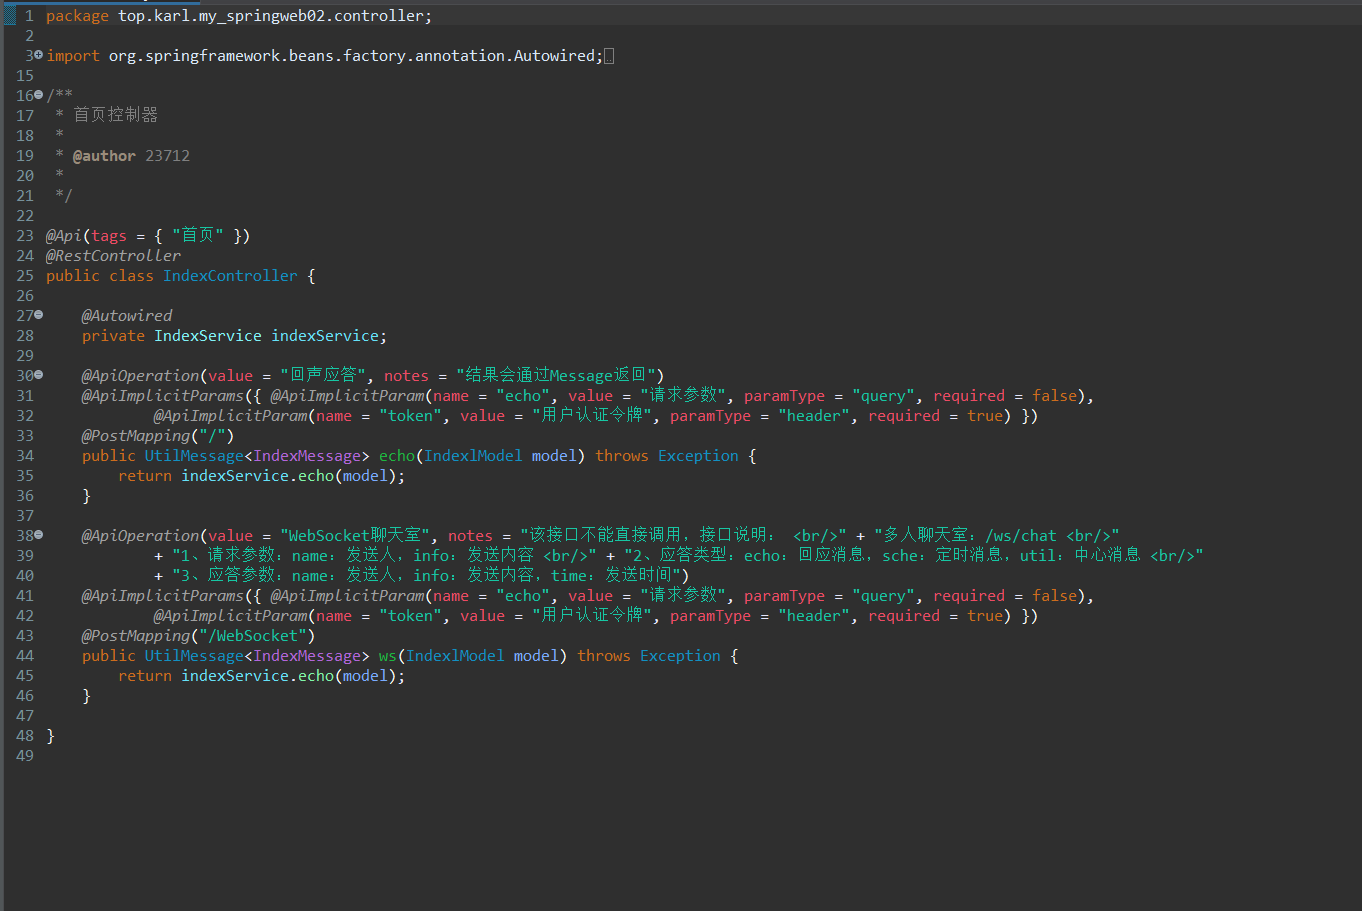 1 package top.karl.my_springweb02.controller;
2
3 import org.springframework.beans.factory.annotation.Autowired;
15
16 /**
17 * 首页控制器
18 *
19 * @author 23712
20 *
21 */
22
23 @Api(tags = { "首页" })
24 @RestController
25 public class IndexController {
26
27 @Autowired
28 private IndexService indexService;
29
30 @ApiOperation(value = "回声应答", notes = "结果会通过Message返回")
31 @ApiImplicitParams({ @ApiImplicitParam(name = "echo", value = "请求参数", paramType = "query", required = false),
32 @ApiImplicitParam(name = "token", value = "用户认证令牌", paramType = "header", required = true) })
33 @PostMapping("/")
34 public UtilMessage<IndexMessage> echo(IndexlModel model) throws Exception {
35 return indexService.echo(model);
36 }
37
38 @ApiOperation(value = "WebSocket聊天室", notes = "该接口不能直接调用，接口说明： <br/>" + "多人聊天室：/ws/chat <br/>"
39 + "1、请求参数：name：发送人，info：发送内容 <br/>" + "2、应答类型：echo：回应消息，sche：定时消息，util：中心消息 <br/>"
40 + "3、应答参数：name：发送人，info：发送内容，time：发送时间")
41 @ApiImplicitParams({ @ApiImplicitParam(name = "echo", value = "请求参数", paramType = "query", required = false),
42 @ApiImplicitParam(name = "token", value = "用户认证令牌", paramType = "header", required = true) })
43 @PostMapping("/WebSocket")
44 public UtilMessage<IndexMessage> ws(IndexlModel model) throws Exception {
45 return indexService.echo(model);
46 }
47
48 }
49